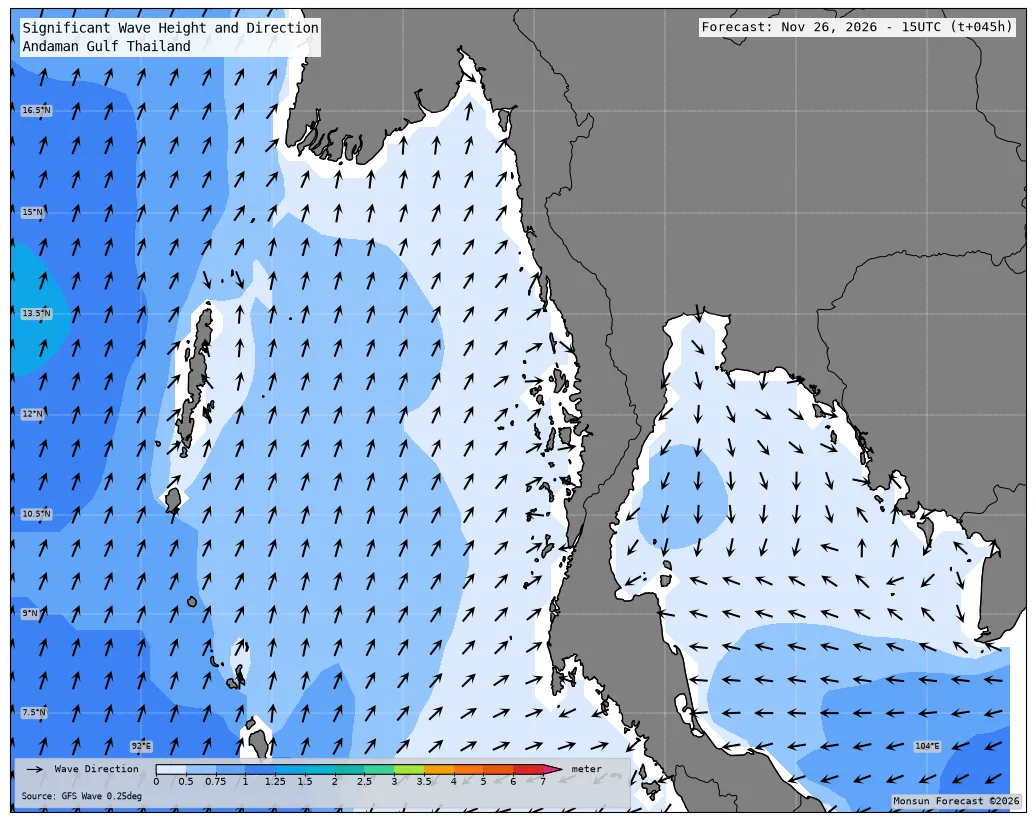 Significant Wave Height and Direction
Andaman Gulf Thailand
Forecast: Nov 26, 2026 - 15UTC (t+045h)
16.5°N
15°N
13.5°N
12°N
10.5°N
9°N
7.5°N
92°E
104°E
Wave Direction
meter
0.5 0.75 1 1.25 1.5 2 2.5 3 3.5 4 5 6 7
Source: GFS Wave 0.25deg
Monsun Forecast ©2026